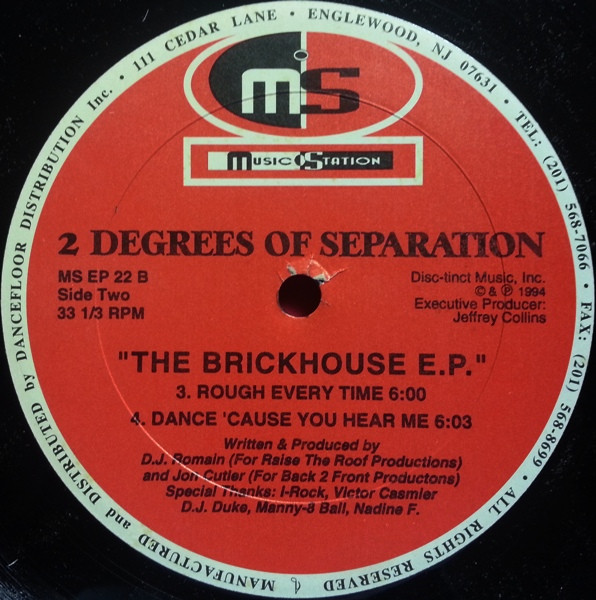 MANUFACTURED and DISTRIBUTED by DANCEFLOOR DISTRIBUTION Inc. • 111 CEDAR LANE • ENGLEWOOD, NJ 07631 • TEL: (201) 568-7066 • FAX: (201) 568-8699 • ALL RIGHTS RESERVED &
MS
MUSIC STATION
2 DEGREES OF SEPARATION
MS EP 22 B
Side Two
33 1/3 RPM
Disc-tinct Music, Inc.
© & ℗ 1994
Executive Producer:
Jeffrey Collins
"THE BRICKHOUSE E.P."
3. ROUGH EVERY TIME 6:00
4. DANCE 'CAUSE YOU HEAR ME 6:03
Written & Produced by
D.J. Romain (For Raise The Roof Productions)
and Jon Cutler (For Back 2 Front Productons)
Special Thanks: I-Rock, Victor Casmier
D.J. Duke, Manny-8 Ball, Nadine F.